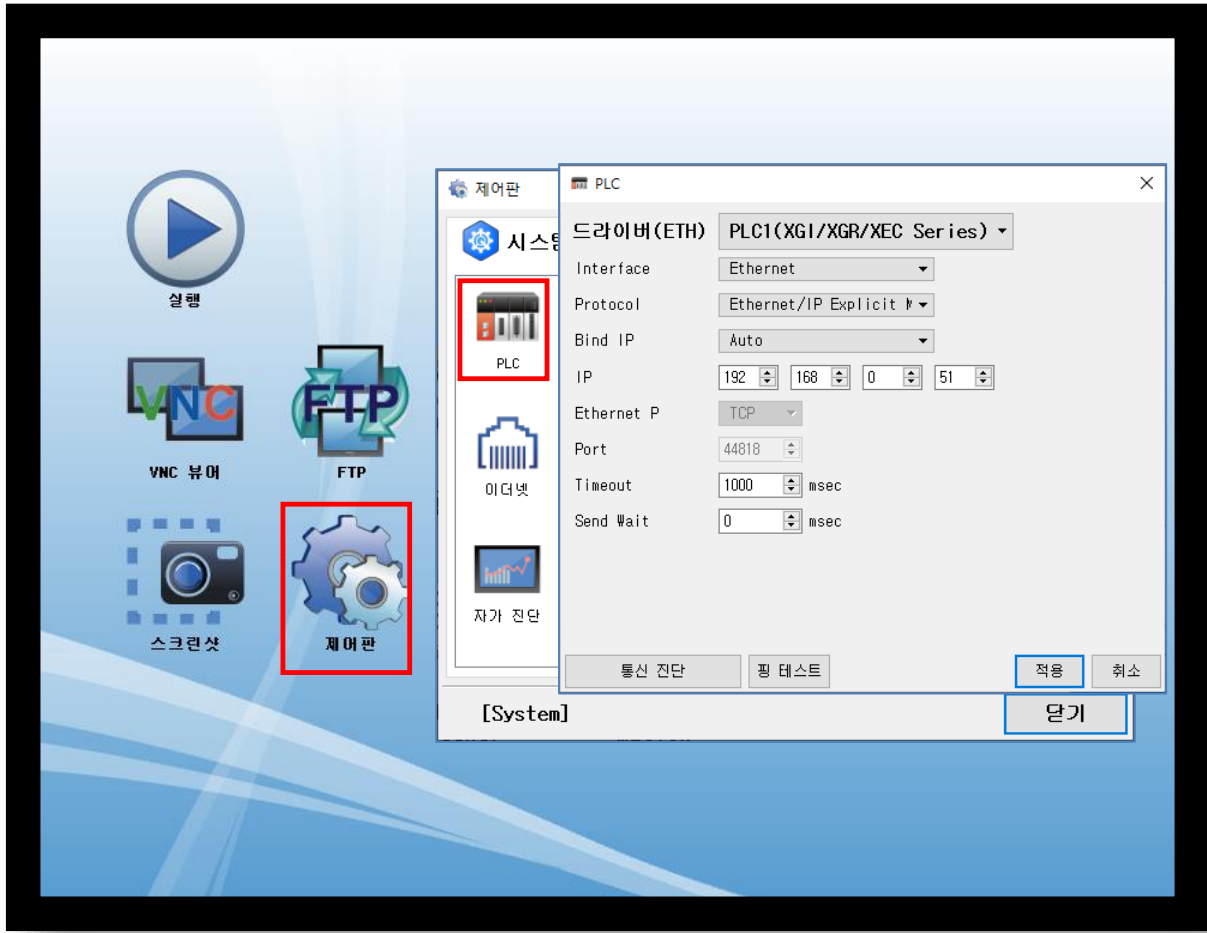 실행
VNC
VNC 뷰어
FTP
FTP
스크린샷
제어판
제어판
시스템
PLC
이더넷
자가 진단
[System]
닫기
PLC
드라이버(ETH) PLC1(XGI/XGR/XEC Series)
Interface Ethernet
Protocol Ethernet/IP Explicit
Bind IP Auto
IP 192 168 0 51
Ethernet P TCP
Port 44818
Timeout 1000 msec
Send Wait 0 msec
통신 진단 핑 테스트 적용 취소